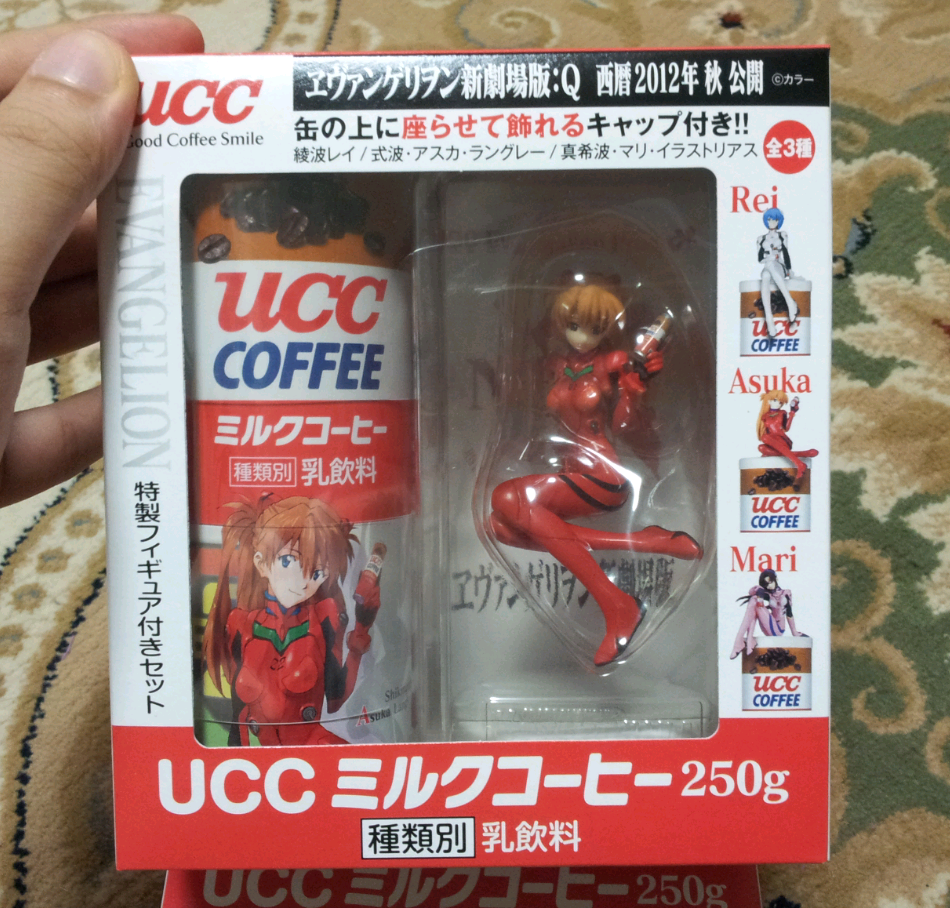 ucc
Good Coffee Smile
ヱヴァンゲリヲン新劇場版:Q 西暦2012年 秋 公開 ©カラー
缶の上に座らせて飾れるキャップ付き!!
綾波レイ / 式波・アスカ・ラングレー / 真希波・マリ・イラストリアス
全3種
EVANGELION
特製フィギュア付きセット
ucc
COFFEE
ミルクコーヒー
種類別 乳飲料
Asuka
ヱヴァンゲリヲン新劇場版
Rei
ucc
COFFEE
Asuka
ucc
COFFEE
Mari
ucc
COFFEE
UCC ミルクコーヒー 250g
種類別 乳飲料
UCC ミルクコーヒー 250g